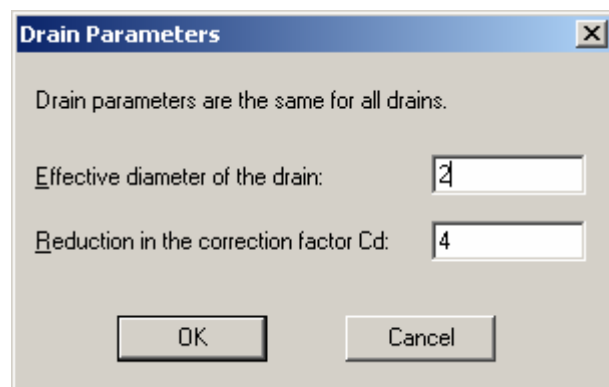 Drain Parameters
Drain parameters are the same for all drains.
Effective diameter of the drain: 2
Reduction in the correction factor Cd: 4
OK Cancel